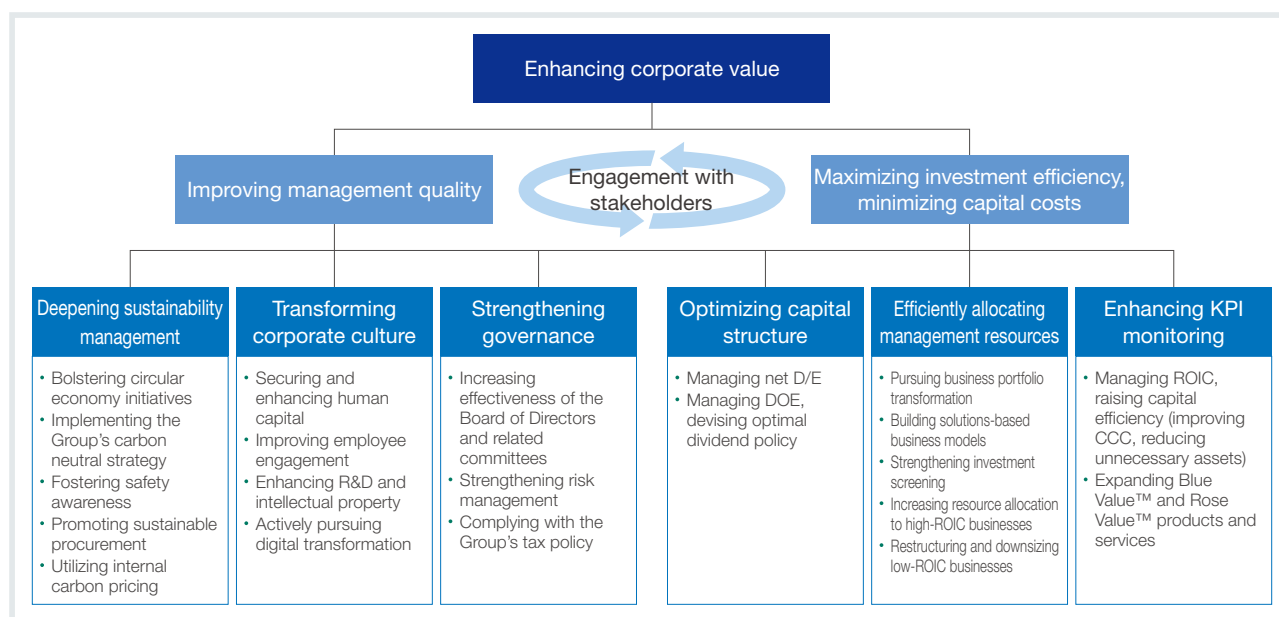 Enhancing corporate value
Improving management quality
Engagement with
stakeholders
Maximizing investment efficiency,
minimizing capital costs
Deepening sustainability
management
• Bolstering circular
economy initiatives
• Implementing the
Group’s carbon
neutral strategy
• Fostering safety
awareness
• Promoting sustainable
procurement
• Utilizing internal
carbon pricing
Transforming
corporate culture
• Securing and
enhancing human
capital
• Improving employee
engagement
• Enhancing R&D and
intellectual property
• Actively pursuing
digital transformation
Strengthening
governance
• Increasing
effectiveness of the
Board of Directors
and related
committees
• Strengthening risk
management
• Complying with the
Group’s tax policy
Optimizing capital
structure
• Managing net D/E
• Managing DOE,
devising optimal
dividend policy
Efficiently allocating
management resources
• Pursuing business portfolio
transformation
• Building solutions-based
business models
• Strengthening investment
screening
• Increasing resource allocation
to high-ROIC businesses
• Restructuring and downsizing
low-ROIC businesses
Enhancing KPI
monitoring
• Managing ROIC,
raising capital
efficiency (improving
CCC, reducing
unnecessary assets)
• Expanding Blue
Value™ and Rose
Value™ products and
services